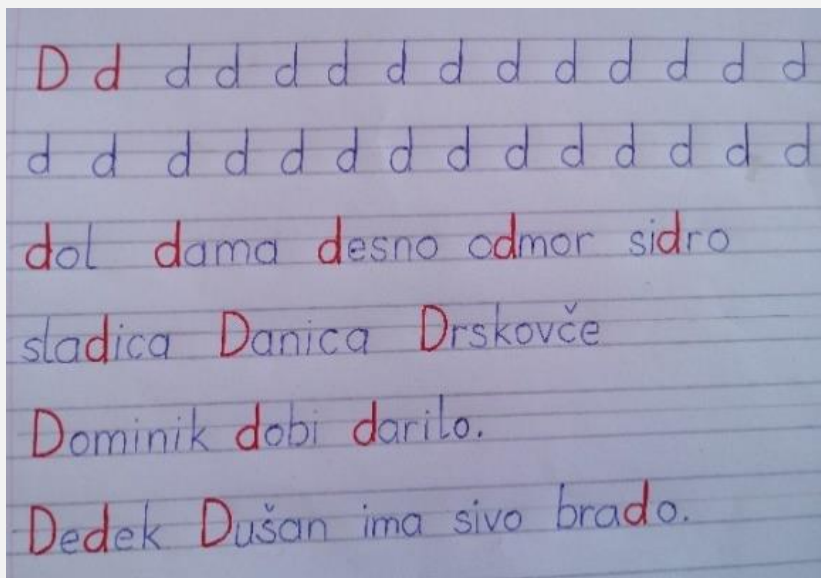 D d d d d d d d d d d d d d
d d d d d d d d d d d d d d
dol dama desno odmor sidro
sladica Danica Drskovče
Dominik dobi darilo.
Dedek Dušan ima sivo brado.